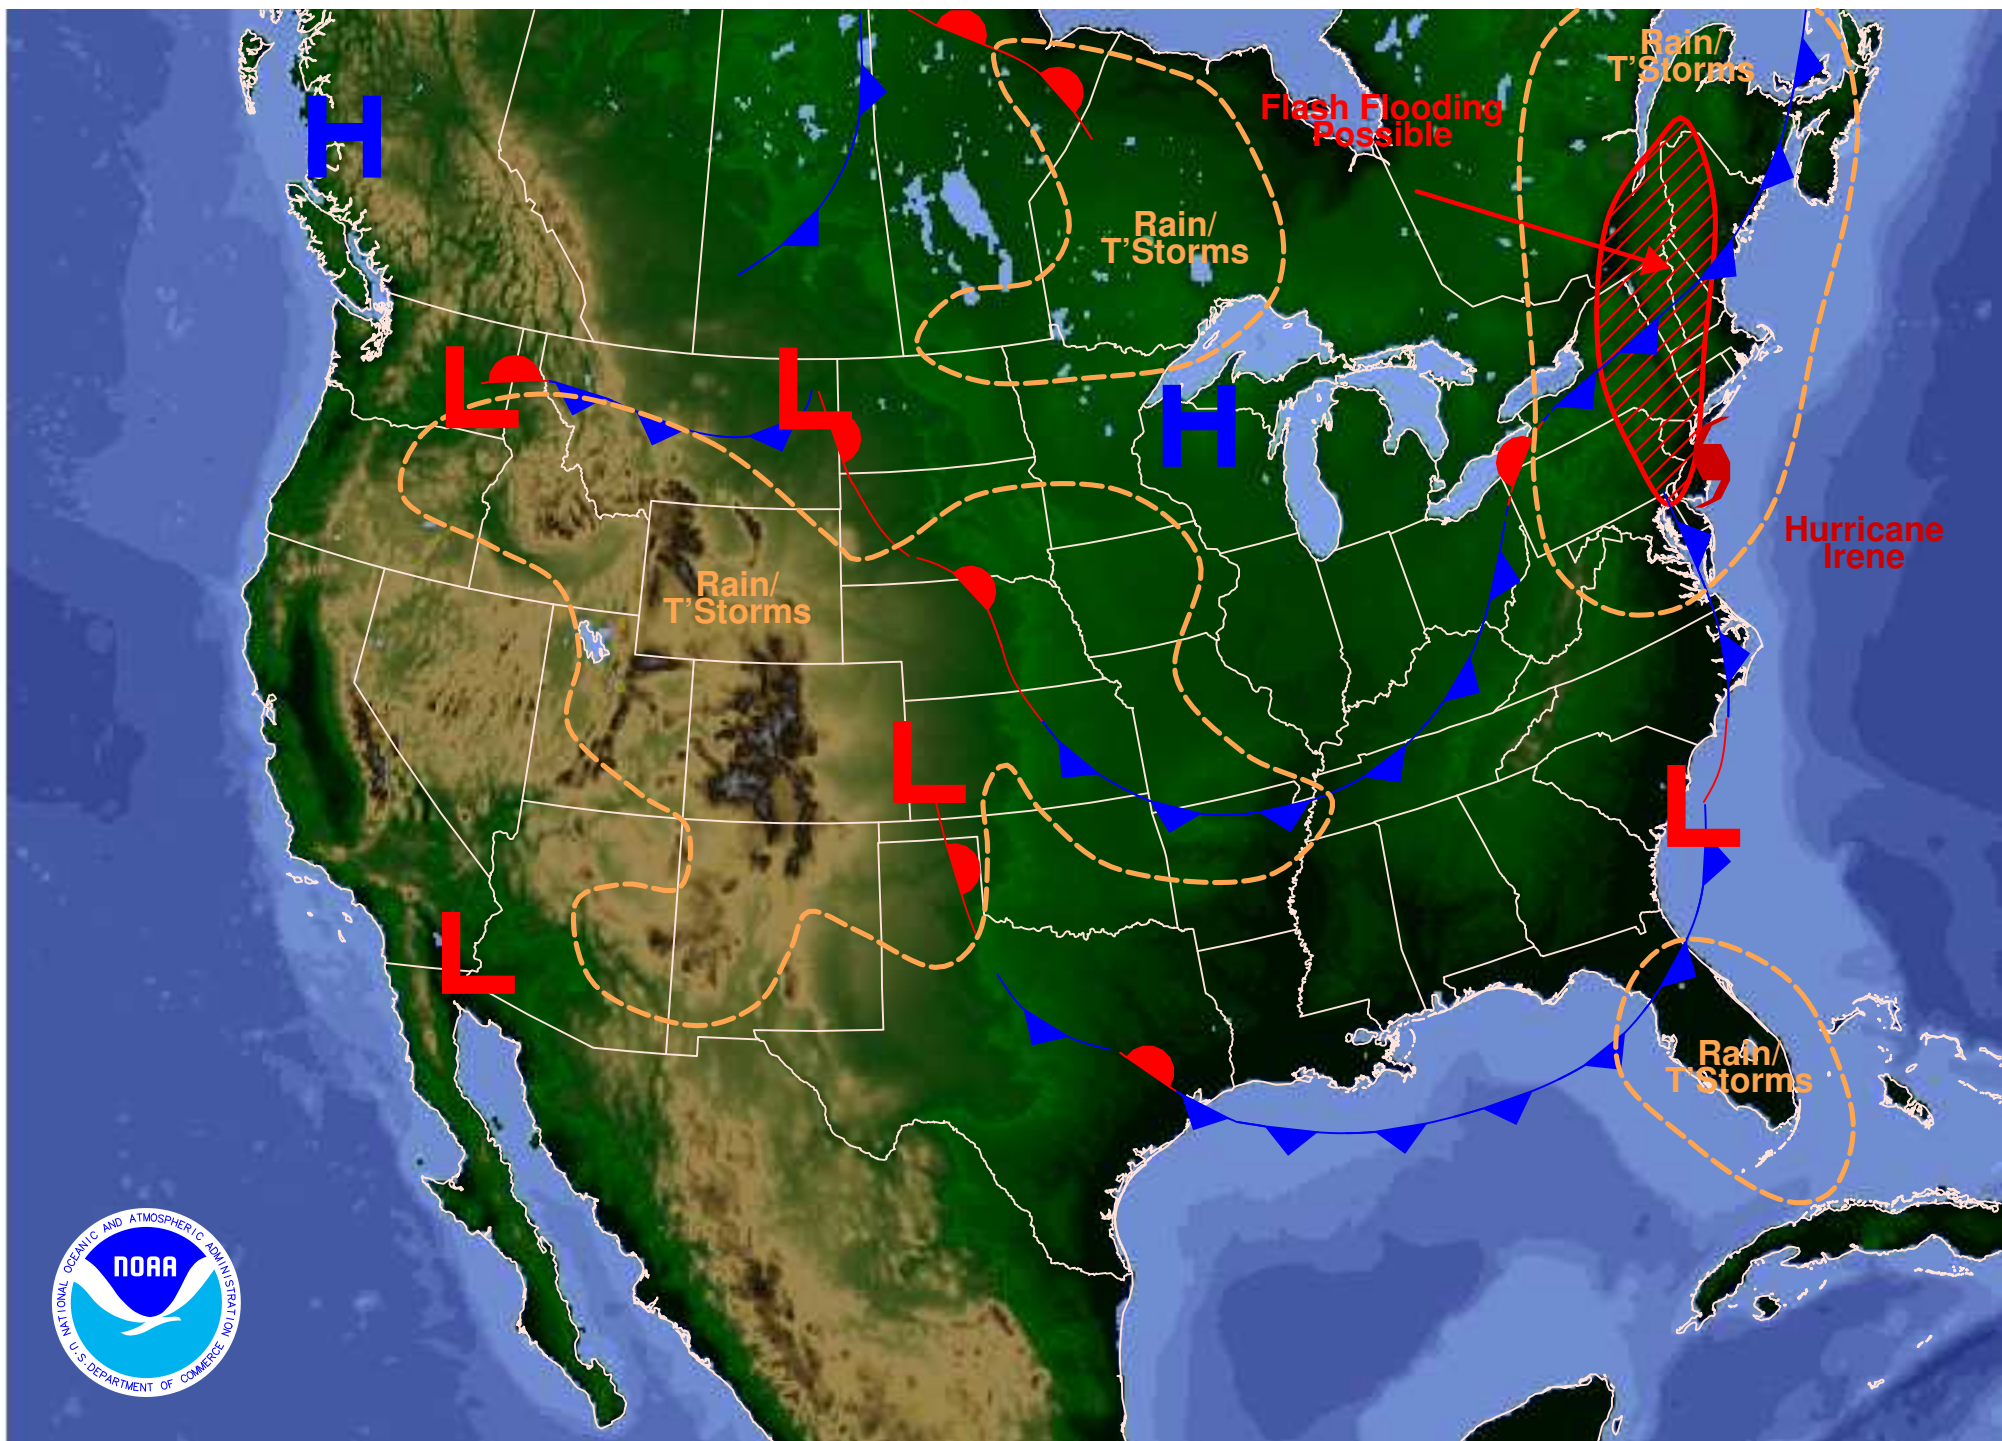 Rain/
T'Storms
H
Flash Flooding
Possible
Rain/
T'Storms
L
L
H
Hurricane
Irene
Rain/
T'Storms
L
L
L
Rain/
T'Storms
NATIONAL OCEANIC AND ATMOSPHERIC ADMINISTRATION
NOAA
U.S. DEPARTMENT OF COMMERCE